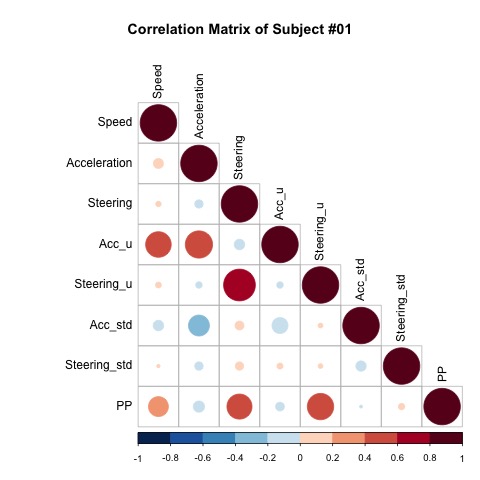 Correlation Matrix of Subject #01
Speed
Acceleration
Steering
Acc_u
Steering_u
Acc_std
Steering_std
PP
Speed
Acceleration
Steering
Acc_u
Steering_u
Acc_std
Steering_std
PP
-1 -0.8 -0.6 -0.4 -0.2 0 0.2 0.4 0.6 0.8 1